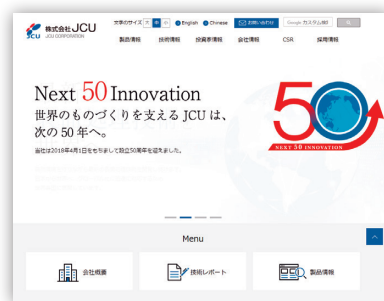 株式会社JCU
JCU CORPORATION
JCU
文字のサイズ 大 中 小 English Chinese お問い合わせ Google カスタム検索
製品情報 技術情報 投資家情報 会社情報 CSR 採用情報
Next 50 Innovation
世界のものづくりを支える JCU は、
次の 50 年へ。
当社は2018年4月1日をもちまして設立50周年を迎えました。
50
NEXT 50 INNOVATION
Menu
会社概要 技術レポート 製品情報